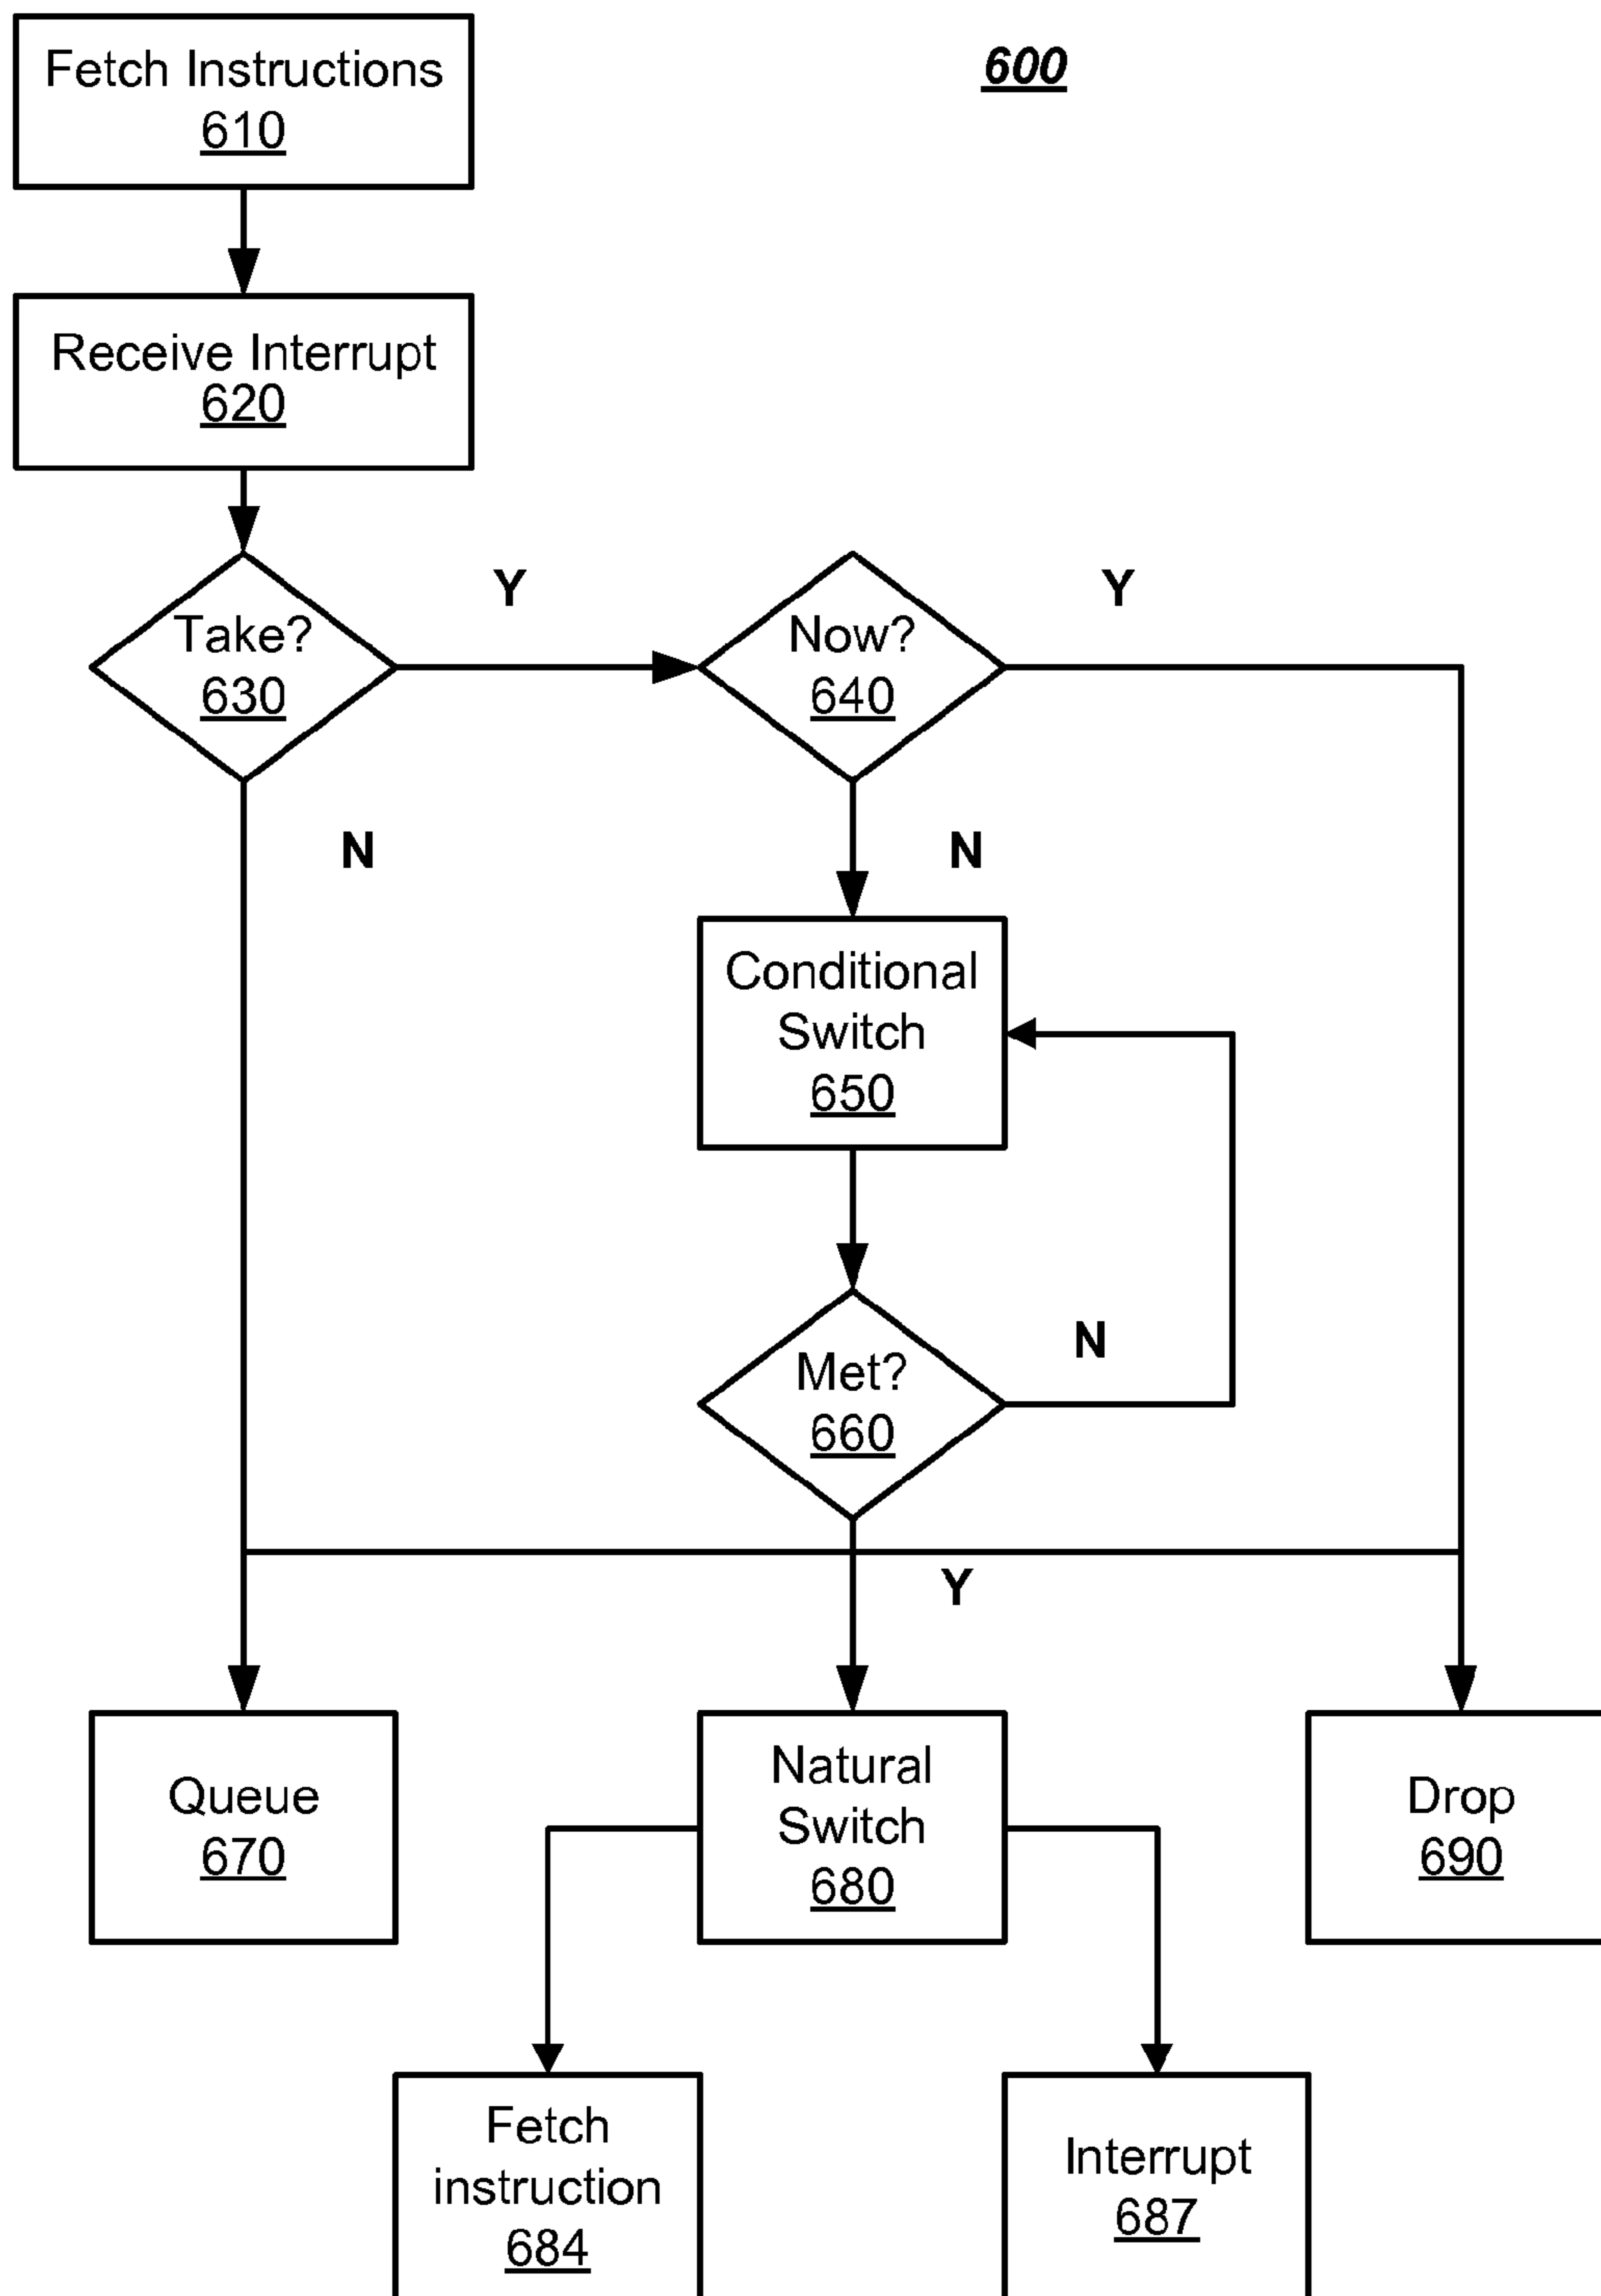 600
Fetch Instructions
610
Receive Interrupt
620
Take?
630
Y
Now?
640
Y
N
N
Conditional
Switch
650
Met?
660
N
Y
Queue
670
Natural
Switch
680
Drop
690
Fetch
instruction
684
Interrupt
687